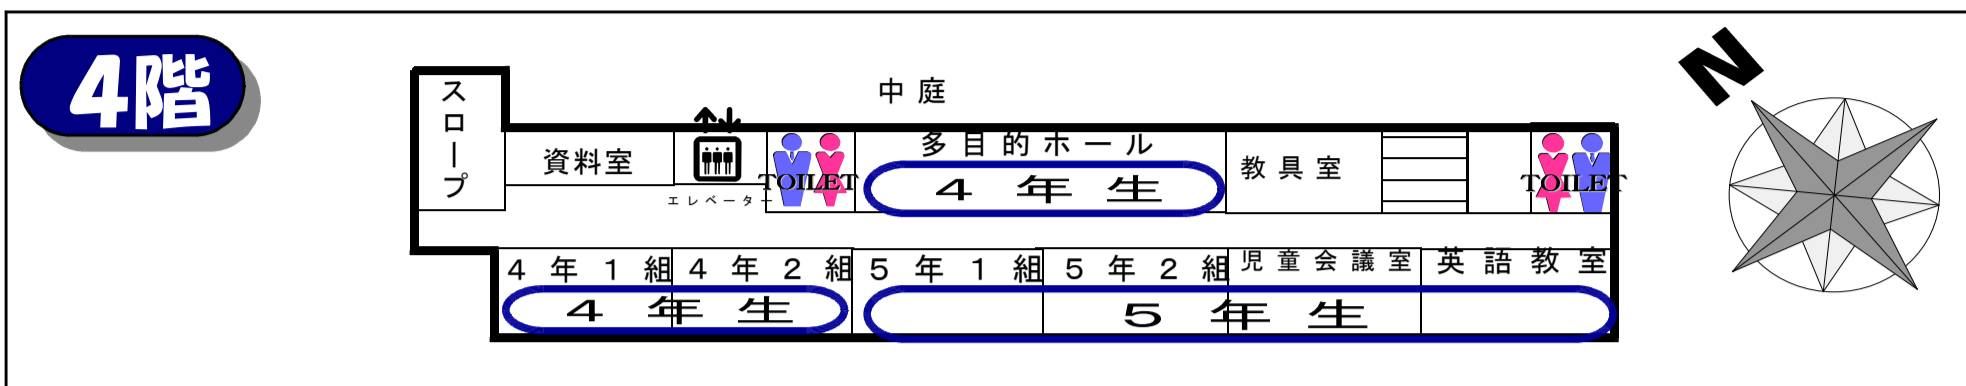 4階
N
中庭
スロープ
資料室
エレベーター
TOILET
多目的ホール
4年生
教具室
TOILET
4年1組
4年2組
5年1組
5年2組
児童会議室
英語教室
4年生
5年生